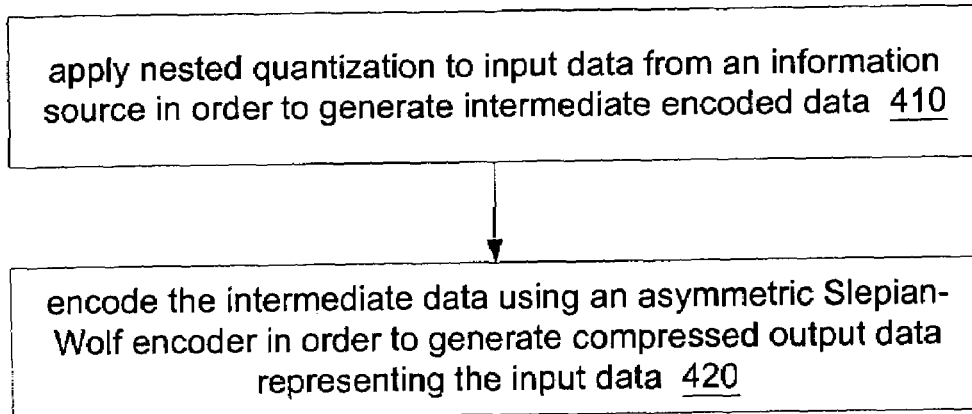 apply nested quantization to input data from an information
source in order to generate intermediate encoded data 410
encode the intermediate data using an asymmetric Slepian-
Wolf encoder in order to generate compressed output data
representing the input data 420